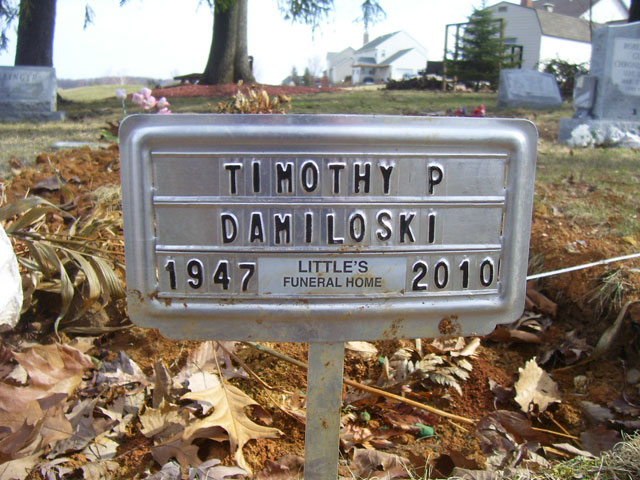 TIMOTHY P
DAMILOSKI
1947 LITTLE'S 2010
FUNERAL HOME